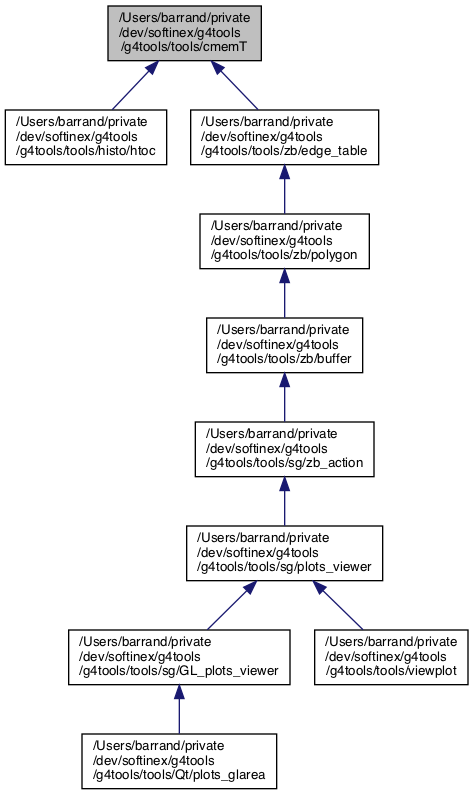 /Users/barrand/private
/dev/softinex/g4tools
/g4tools/tools/cmemT
/Users/barrand/private
/dev/softinex/g4tools
/g4tools/tools/histo/htoc
/Users/barrand/private
/dev/softinex/g4tools
/g4tools/tools/zb/edge_table
/Users/barrand/private
/dev/softinex/g4tools
/g4tools/tools/zb/polygon
/Users/barrand/private
/dev/softinex/g4tools
/g4tools/tools/zb/buffer
/Users/barrand/private
/dev/softinex/g4tools
/g4tools/tools/sg/zb_action
/Users/barrand/private
/dev/softinex/g4tools
/g4tools/tools/sg/plots_viewer
/Users/barrand/private
/dev/softinex/g4tools
/g4tools/tools/sg/GL_plots_viewer
/Users/barrand/private
/dev/softinex/g4tools
/g4tools/tools/viewplot
/Users/barrand/private
/dev/softinex/g4tools
/g4tools/tools/Qt/plots_glarea